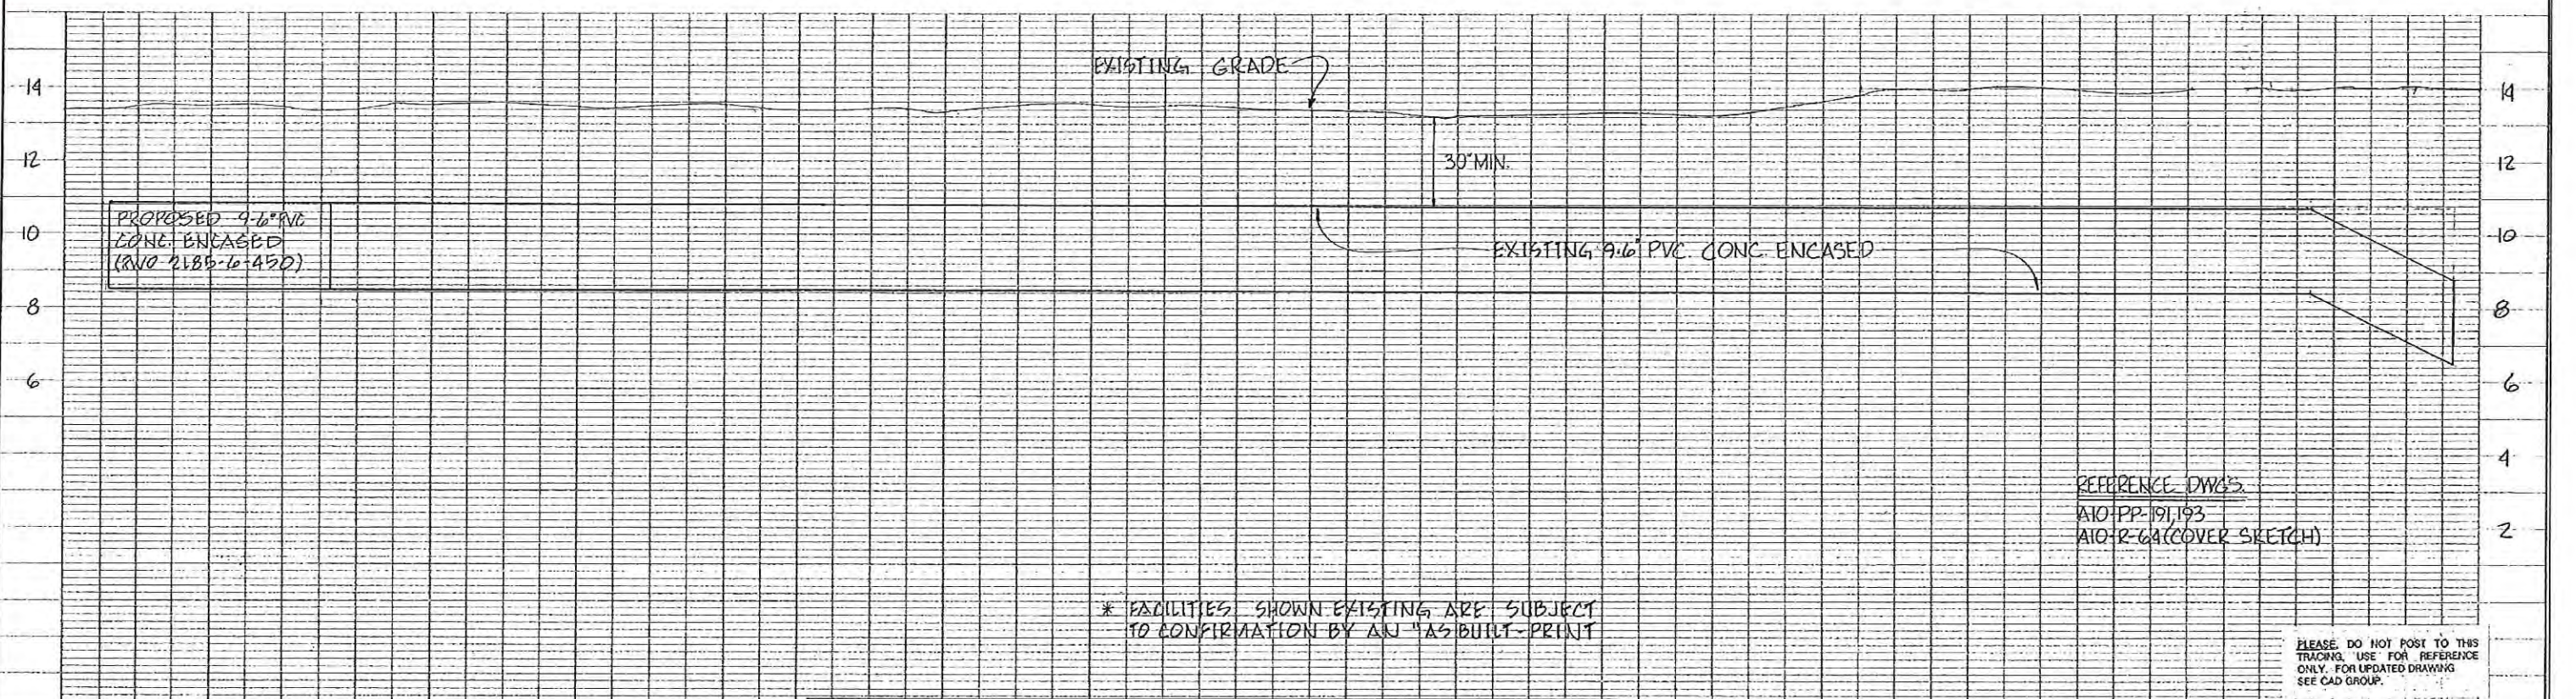 EXISTING GRADE
14
14
12
30"MIN.
12
PROPOSED 9-6" PVC
CONC. ENCASED
(RWO 2185-6-450)
10
EXISTING 9-6" PVC. CONC. ENCASED
10
8
8
6
6
4
REFERENCE DWGS.
A10-PP-191,193
A10-R-64 (COVER SKETCH)
2
* FACILITIES SHOWN EXISTING ARE SUBJECT
TO CONFIRMATION BY AN "AS BUILT-PRINT
PLEASE. DO NOT POST TO THIS
TRACING, USE FOR REFERENCE
ONLY. FOR UPDATED DRAWING
SEE CAD GROUP.